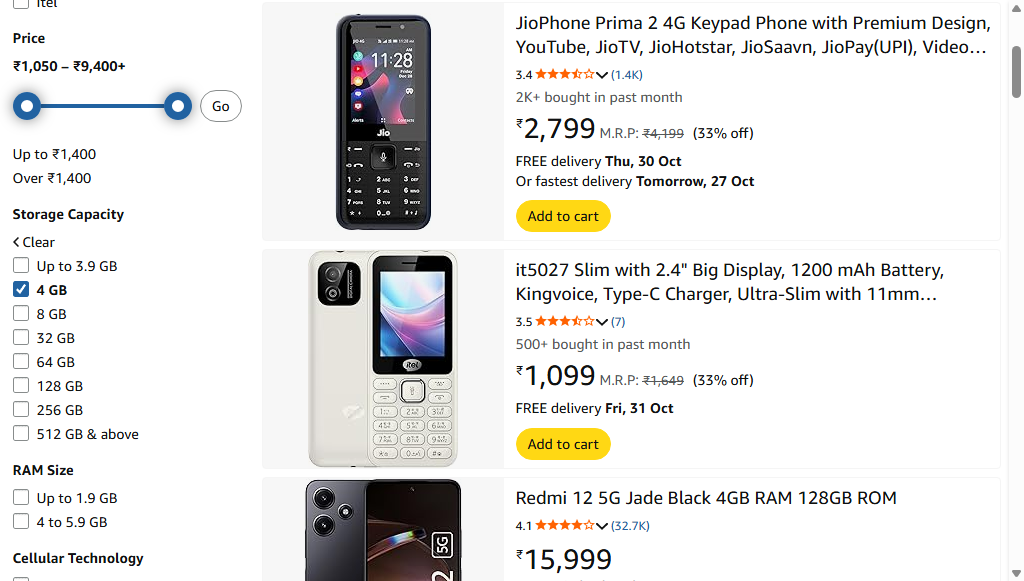 itel
Price
₹1,050 – ₹9,400+
Go
Up to ₹1,400
Over ₹1,400
Storage Capacity
Clear
Up to 3.9 GB
4 GB
8 GB
32 GB
64 GB
128 GB
256 GB
512 GB & above
RAM Size
Up to 1.9 GB
4 to 5.9 GB
Cellular Technology
11:28
Friday
Alerts
Contacts
Jio
JioPhone Prima 2 4G Keypad Phone with Premium Design,
YouTube, JioTV, JioHotstar, JioSaavn, JioPay(UPI), Video…
3.4 (1.4K)
2K+ bought in past month
₹2,799 M.R.P: ₹4,199 (33% off)
FREE delivery Thu, 30 Oct
Or fastest delivery Tomorrow, 27 Oct
Add to cart
itel
it5027 Slim with 2.4" Big Display, 1200 mAh Battery,
Kingvoice, Type-C Charger, Ultra-Slim with 11mm…
3.5 (7)
500+ bought in past month
₹1,099 M.R.P: ₹1,649 (33% off)
FREE delivery Fri, 31 Oct
Add to cart
5G
Redmi 12 5G Jade Black 4GB RAM 128GB ROM
4.1 (32.7K)
₹15,999